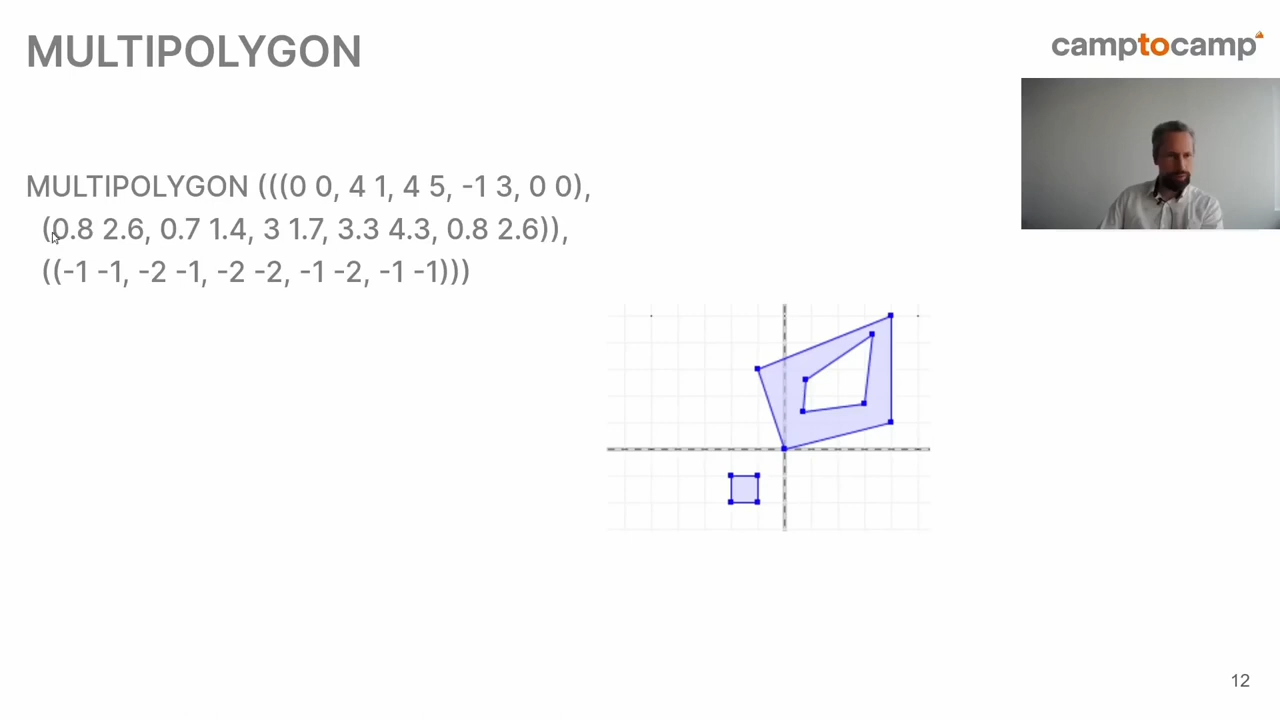 MULTIPOLYGON
camptocamp
MULTIPOLYGON (((0 0, 4 1, 4 5, -1 3, 0 0),
(0.8 2.6, 0.7 1.4, 3 1.7, 3.3 4.3, 0.8 2.6)),
((-1 -1, -2 -1, -2 -2, -1 -2, -1 -1)))
12